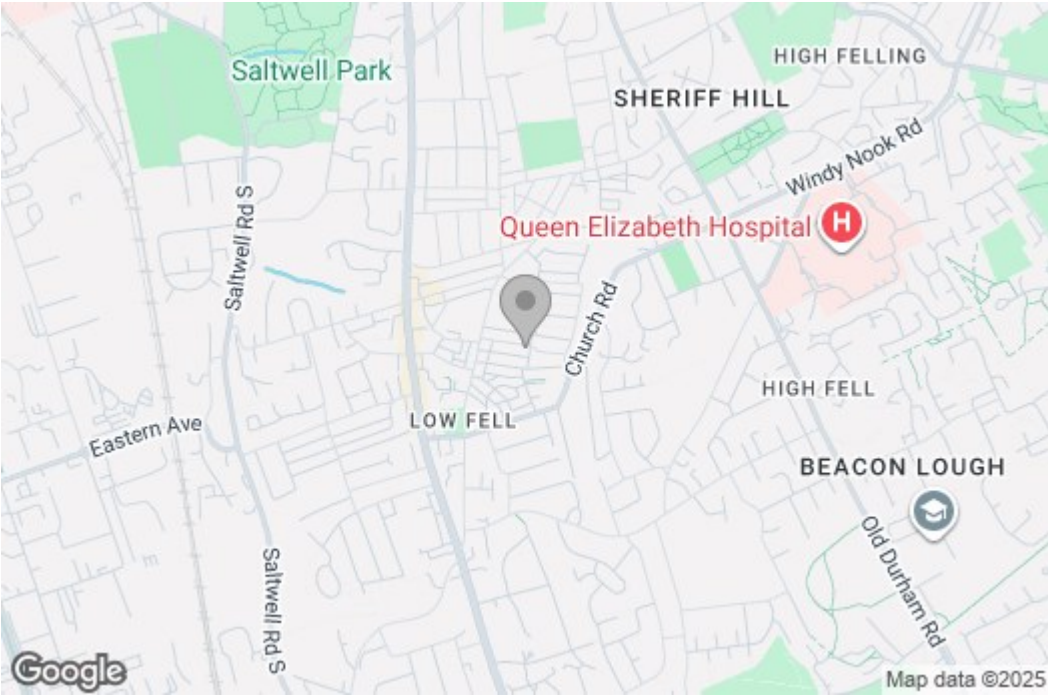 HIGH FELLING
Saltwell Park
SHERIFF HILL
Windy Nook Rd
Saltwell Rd S
Queen Elizabeth Hospital
H
Church Rd
HIGH FELL
LOW FELL
Eastern Ave
BEACON LOUGH
Old Durham Rd
Saltwell Rd S
Google
Map data ©2025